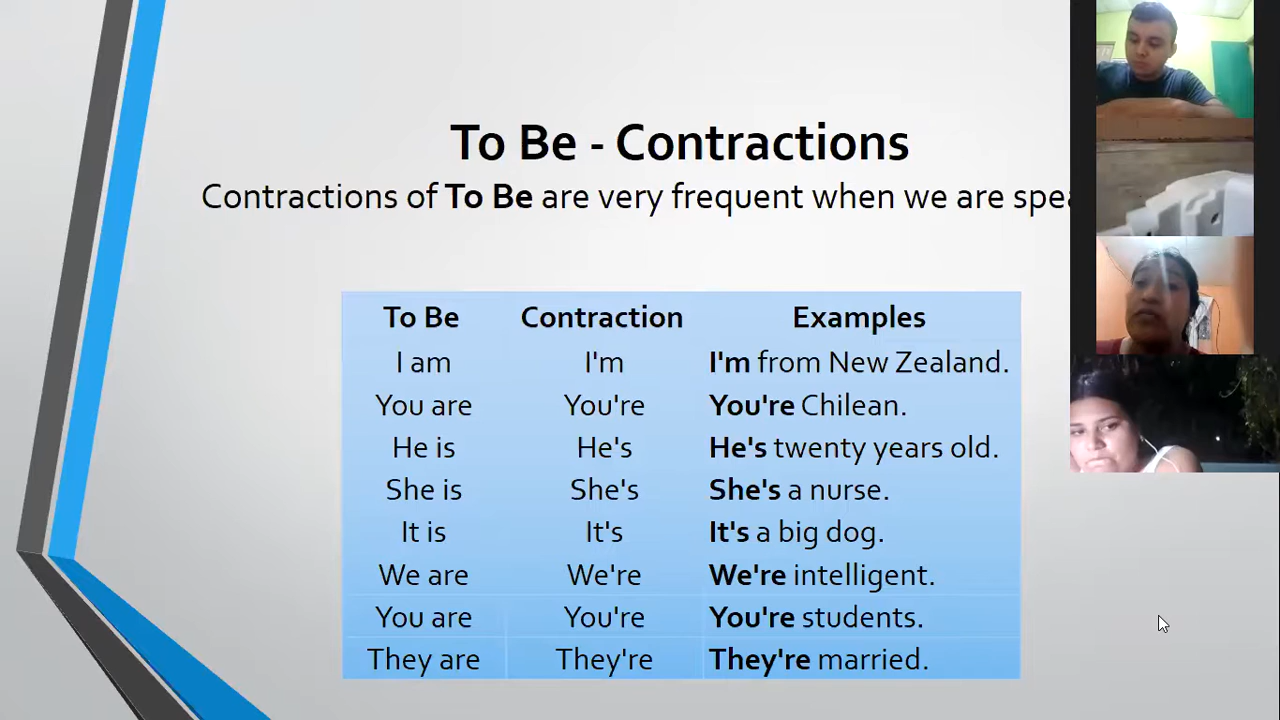 To Be - Contractions
Contractions of To Be are very frequent when we are
To Be Contraction Examples
I am I'm I'm from New Zealand.
You are You're You're Chilean.
He is He's He's twenty years old.
She is She's She's a nurse.
It is It's It's a big dog.
We are We're We're intelligent.
You are You're You're students.
They are They're They're married.